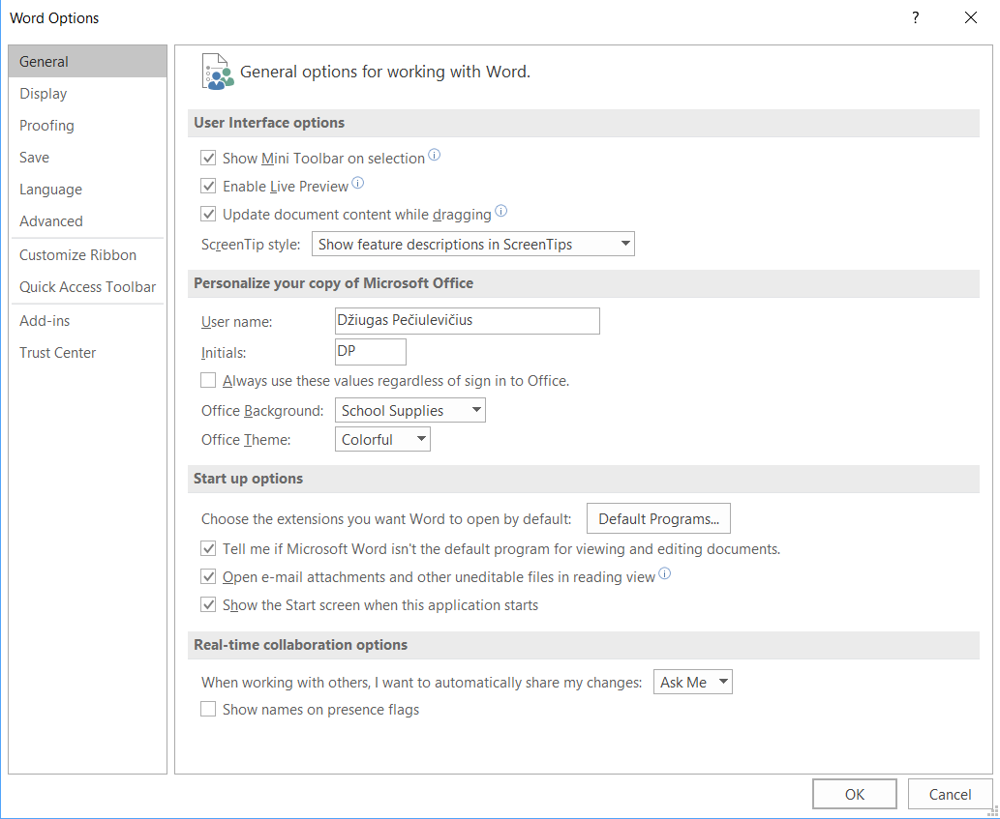 Word Options
?
General
Display
Proofing
Save
Language
Advanced
Customize Ribbon
Quick Access Toolbar
Add-ins
Trust Center
General options for working with Word.
User Interface options
Show Mini Toolbar on selection
Enable Live Preview
Update document content while dragging
ScreenTip style: Show feature descriptions in ScreenTips
Personalize your copy of Microsoft Office
User name: Džiugas Pečiulevičius
Initials: DP
Always use these values regardless of sign in to Office.
Office Background: School Supplies
Office Theme: Colorful
Start up options
Choose the extensions you want Word to open by default: Default Programs...
Tell me if Microsoft Word isn't the default program for viewing and editing documents.
Open e-mail attachments and other uneditable files in reading view
Show the Start screen when this application starts
Real-time collaboration options
When working with others, I want to automatically share my changes: Ask Me
Show names on presence flags
OK Cancel